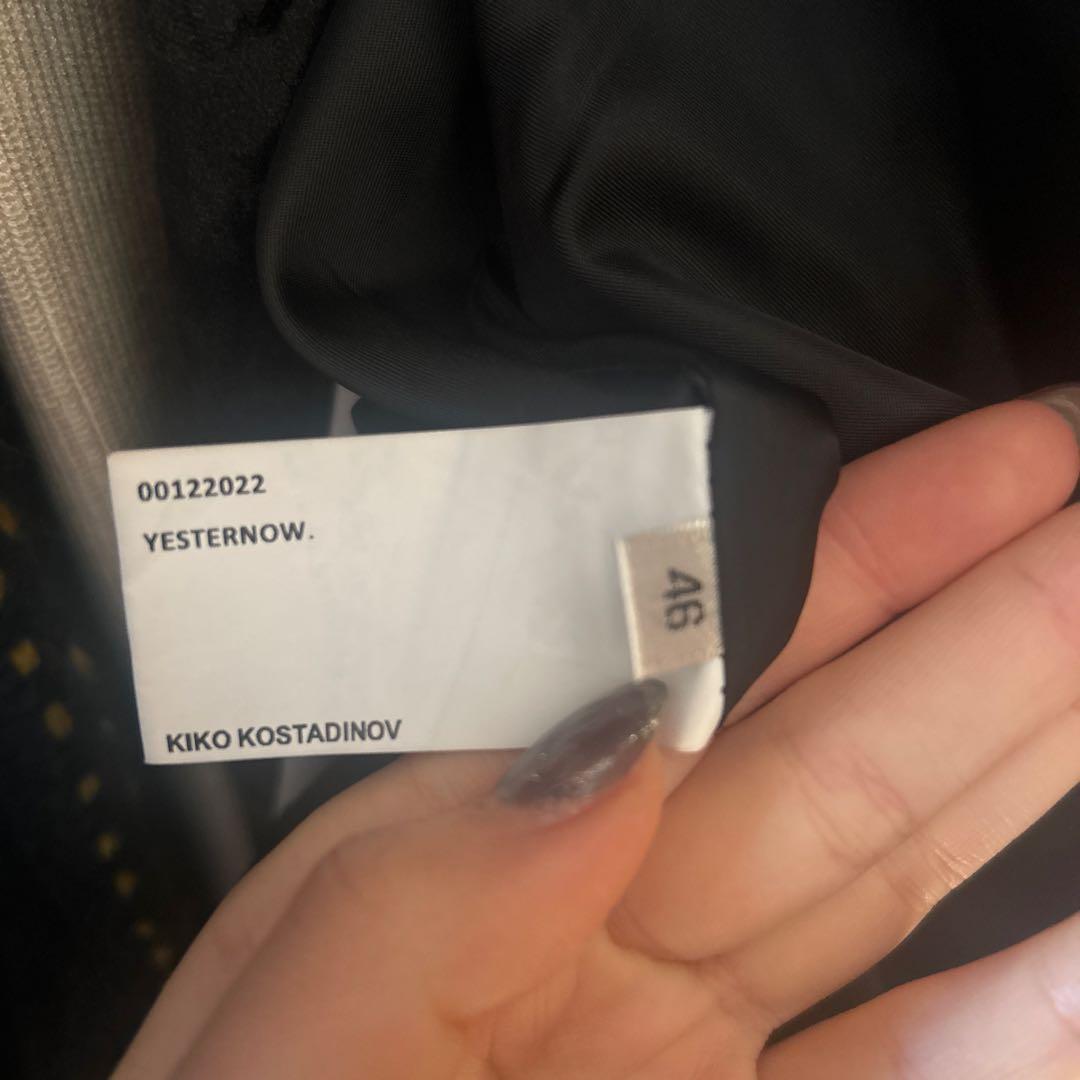 00122022
YESTERNOW.
46
KIKO KOSTADINOV